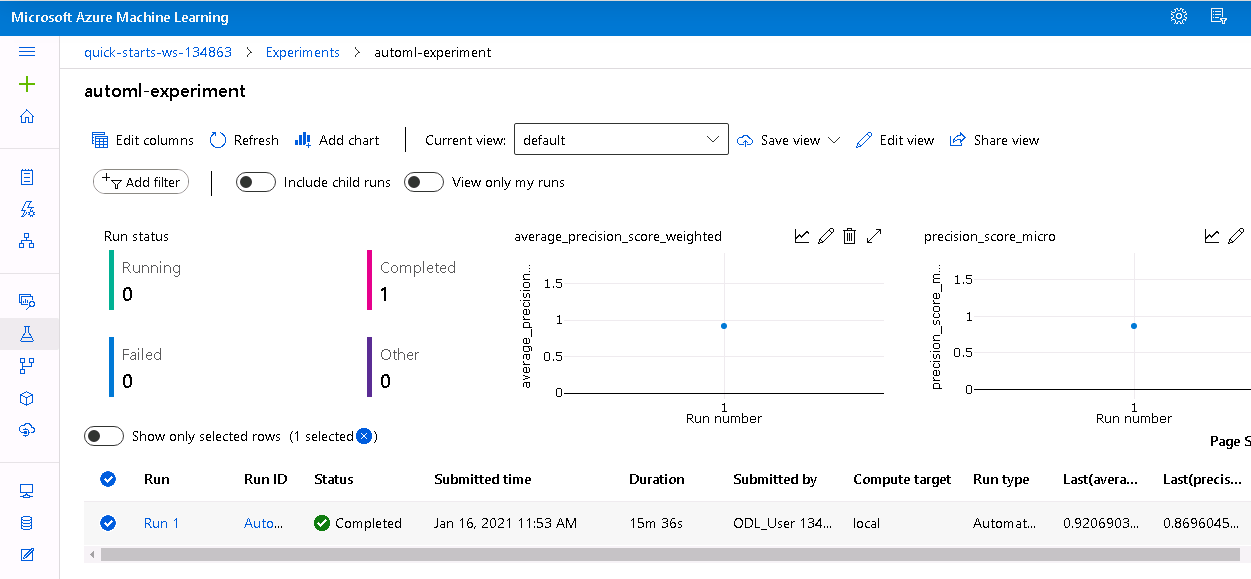 Microsoft Azure Machine Learning
quick-starts-ws-134863 > Experiments > automl-experiment
automl-experiment
Edit columns Refresh Add chart Current view: default Save view Edit view Share view
Add filter Include child runs View only my runs
Run status
Running
0
Completed
1
Failed
0
Other
0
average_precision_score_weighted
average_precision...
1.5
1
0.5
0
1
Run number
precision_score_micro
precision_score_m...
1.5
1
0.5
0
1
Run number
Show only selected rows (1 selected)
Page S
Run Run ID Status Submitted time Duration Submitted by Compute target Run type Last(avera... Last(precis...
Run 1 Auto... Completed Jan 16, 2021 11:53 AM 15m 36s ODL_User 134... local Automat... 0.9206903... 0.8696045...